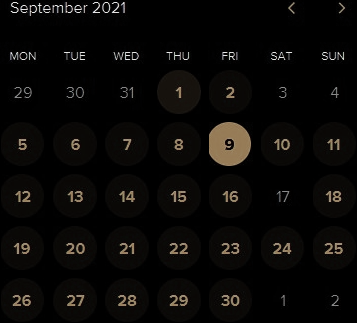 September 2021
MON TUE WED THU FRI SAT SUN
29 30 31 1 2 3 4
5 6 7 8 9 10 11
12 13 14 15 16 17 18
19 20 21 22 23 24 25
26 27 28 29 30 1 2